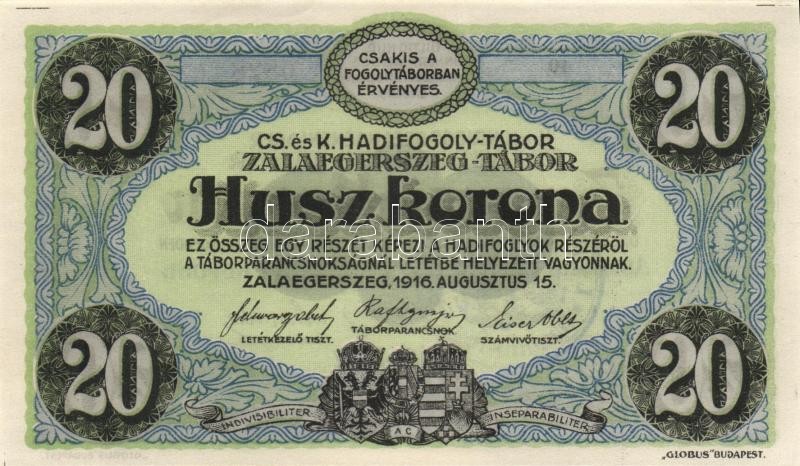 CSAKIS A
FOGOLYTÁBORBAN
ÉRVÉNYES.
20
20
CS. és K. HADIFOGOLY-TÁBOR
ZALAEGERSZEG-TÁBOR
Husz korona
darabanth
EZ ÖSSZEG EGY RÉSZÉT KÉPEZI A HADIFOGLYOK RÉSZÉRŐL
A TÁBORPARANCSNOKSÁGNÁL LETÉTBE HELYEZETT VAGYONNAK.
ZALAEGERSZEG, 1916. AUGUSZTUS 15.
LETÉTKEZELŐ TISZT.
TÁBORPARANCSNOK
SZÁMVIVŐTISZT.
20
20
INDIVISIBILITER
AC
INSEPARABILITER
„GLOBUS" BUDAPEST.